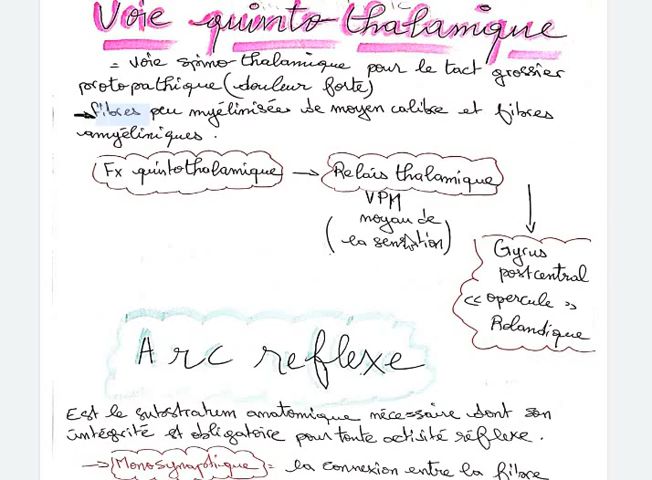 Voie quinto-thalamique
= Voie spino-thalamique pour le tact grossier
protopathique (douleur forte)
→ fibres peu myélinisées de moyen calibre et fibres
amyéliniques.
Fx quintothalamique → Relais thalamique
VPM
(noyau de
la sensation)
Gyrus
postcentral
<< opercule >>
Rolandique
Arc reflexe
Est le substratum anatomique nécessaire dont son
intégrité et obligatoire pour toute activité réflexe.
→ Monosynaptique = la connexion entre la fibre